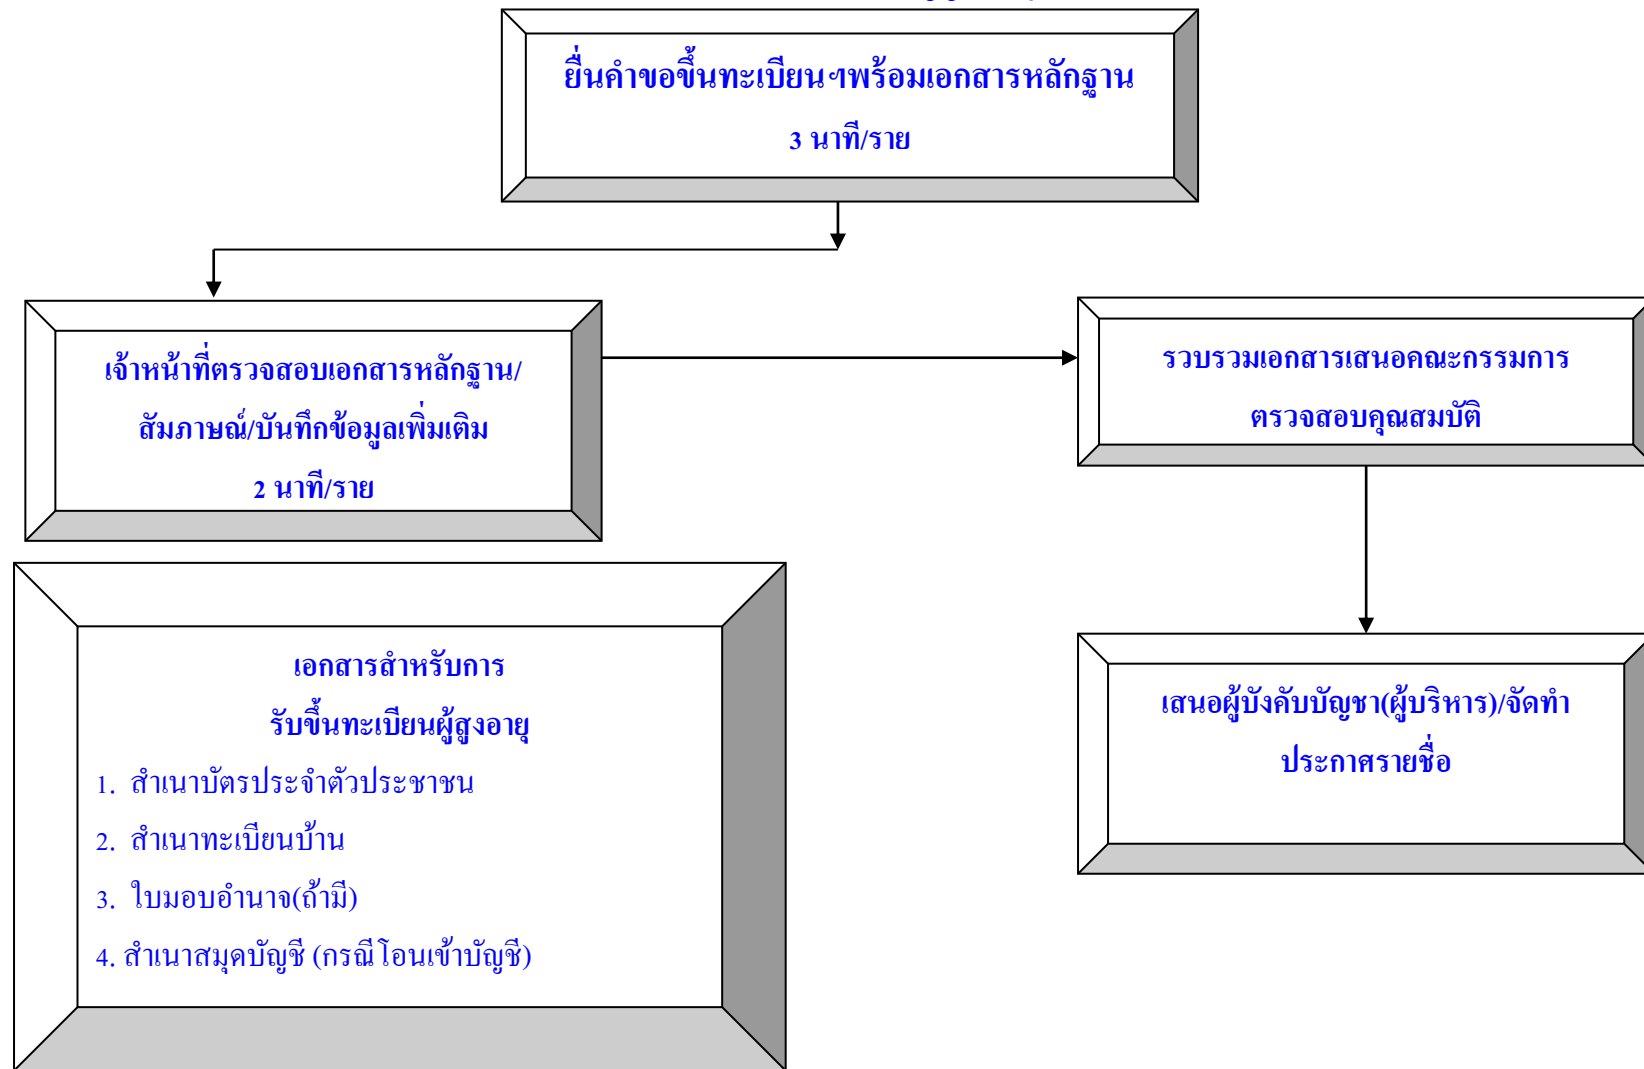 ยื่นคำขอขึ้นทะเบียนฯพร้อมเอกสารหลักฐาน
3 นาที/ราย
เจ้าหน้าที่ตรวจสอบเอกสารหลักฐาน/
สัมภาษณ์/บันทึกข้อมูลเพิ่มเติม
2 นาที/ราย
รวบรวมเอกสารเสนอคณะกรรมการ
ตรวจสอบคุณสมบัติ
เสนอผู้บังคับบัญชา(ผู้บริหาร)/จัดทำ
ประกาศรายชื่อ
เอกสารสำหรับการ
รับขึ้นทะเบียนผู้สูงอายุ
1. สำเนาบัตรประจำตัวประชาชน
2. สำเนาทะเบียนบ้าน
3. ใบมอบอำนาจ(ถ้ามี)
4. สำเนาสมุดบัญชี (กรณีโอนเข้าบัญชี)